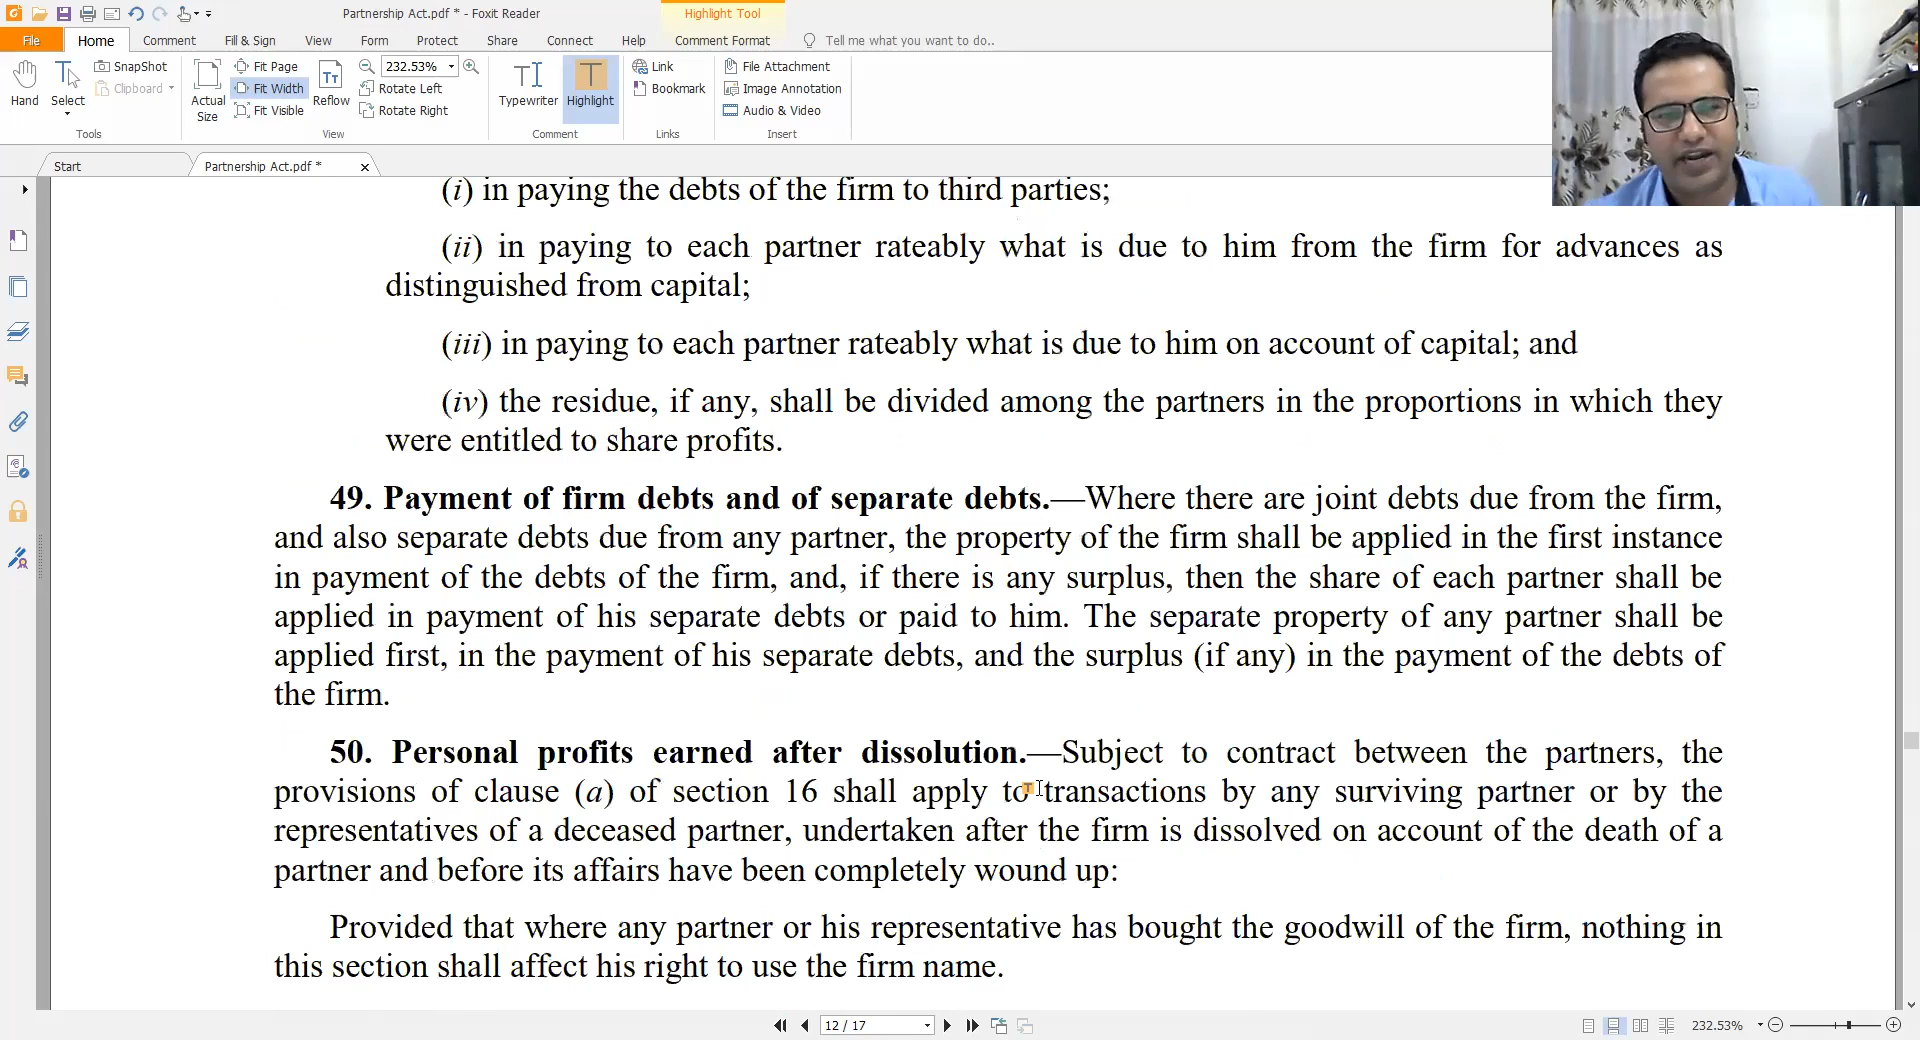 Partnership Act.pdf * - Foxit Reader
Highlight Tool
File
Home
Comment
Fill & Sign
View
Form
Protect
Share
Connect
Help
Comment Format
Tell me what you want to do..
Hand
Select
SnapShot
Clipboard
Tools
Actual Size
Fit Page
Fit Width
Fit Visible
Reflow
232.53%
Rotate Left
Rotate Right
View
Typewriter
Highlight
Comment
Link
Bookmark
Links
File Attachment
Image Annotation
Audio & Video
Insert
Start
Partnership Act.pdf *
(i) in paying the debts of the firm to third parties;
(ii) in paying to each partner rateably what is due to him from the firm for advances as
distinguished from capital;
(iii) in paying to each partner rateably what is due to him on account of capital; and
(iv) the residue, if any, shall be divided among the partners in the proportions in which they
were entitled to share profits.
49. Payment of firm debts and of separate debts.—Where there are joint debts due from the firm,
and also separate debts due from any partner, the property of the firm shall be applied in the first instance
in payment of the debts of the firm, and, if there is any surplus, then the share of each partner shall be
applied in payment of his separate debts or paid to him. The separate property of any partner shall be
applied first, in the payment of his separate debts, and the surplus (if any) in the payment of the debts of
the firm.
50. Personal profits earned after dissolution.—Subject to contract between the partners, the
provisions of clause (a) of section 16 shall apply to transactions by any surviving partner or by the
representatives of a deceased partner, undertaken after the firm is dissolved on account of the death of a
partner and before its affairs have been completely wound up:
Provided that where any partner or his representative has bought the goodwill of the firm, nothing in
this section shall affect his right to use the firm name.
12 / 17
232.53%